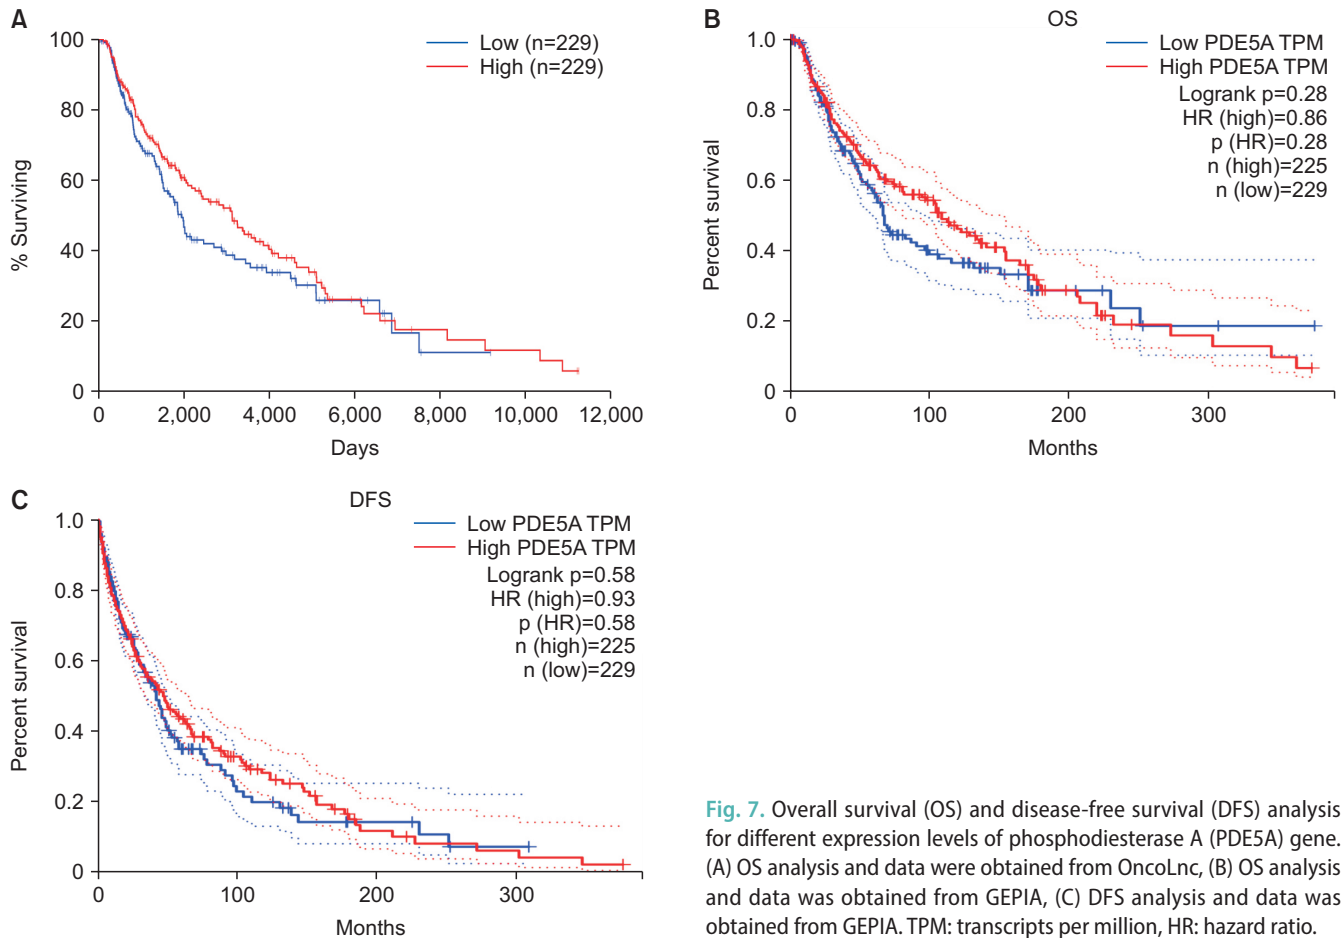 A
100
80
60
40
20
0
% Surviving
Low (n=229)
High (n=229)
0
2,000
4,000
6,000
8,000
10,000
12,000
Days
B
OS
1.0
0.8
0.6
0.4
0.2
0
Percent survival
Low PDE5A TPM
High PDE5A TPM
Logrank p=0.28
HR (high)=0.86
p (HR)=0.28
n (high)=225
n (low)=229
0
100
200
300
Months
C
DFS
1.0
0.8
0.6
0.4
0.2
0
Percent survival
Low PDE5A TPM
High PDE5A TPM
Logrank p=0.58
HR (high)=0.93
p (HR)=0.58
n (high)=225
n (low)=229
0
100
200
300
Months
Fig. 7. Overall survival (OS) and disease-free survival (DFS) analysis
for different expression levels of phosphodiesterase A (PDE5A) gene.
(A) OS analysis and data were obtained from OncoLnc, (B) OS analysis
and data was obtained from GEPIA, (C) DFS analysis and data was
obtained from GEPIA. TPM: transcripts per million, HR: hazard ratio.